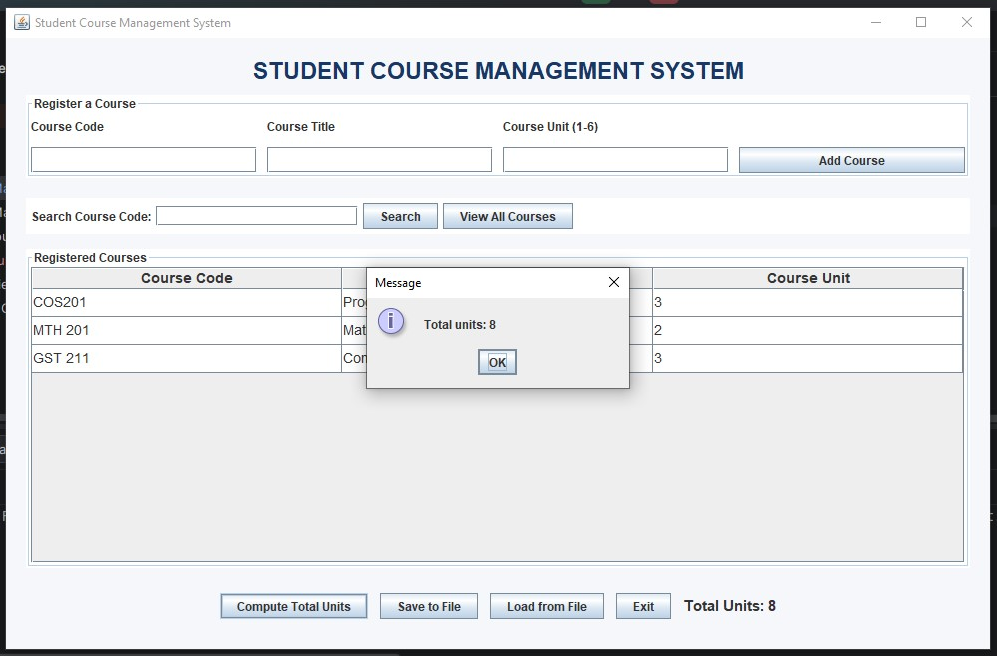 Student Course Management System
STUDENT COURSE MANAGEMENT SYSTEM
Register a Course
Course Code Course Title Course Unit (1-6)
Add Course
Search Course Code: Search View All Courses
Registered Courses
Course Code Course Unit
Message
COS201 3
MTH 201 2
GST 211 3
Total units: 8
OK
Compute Total Units Save to File Load from File Exit Total Units: 8